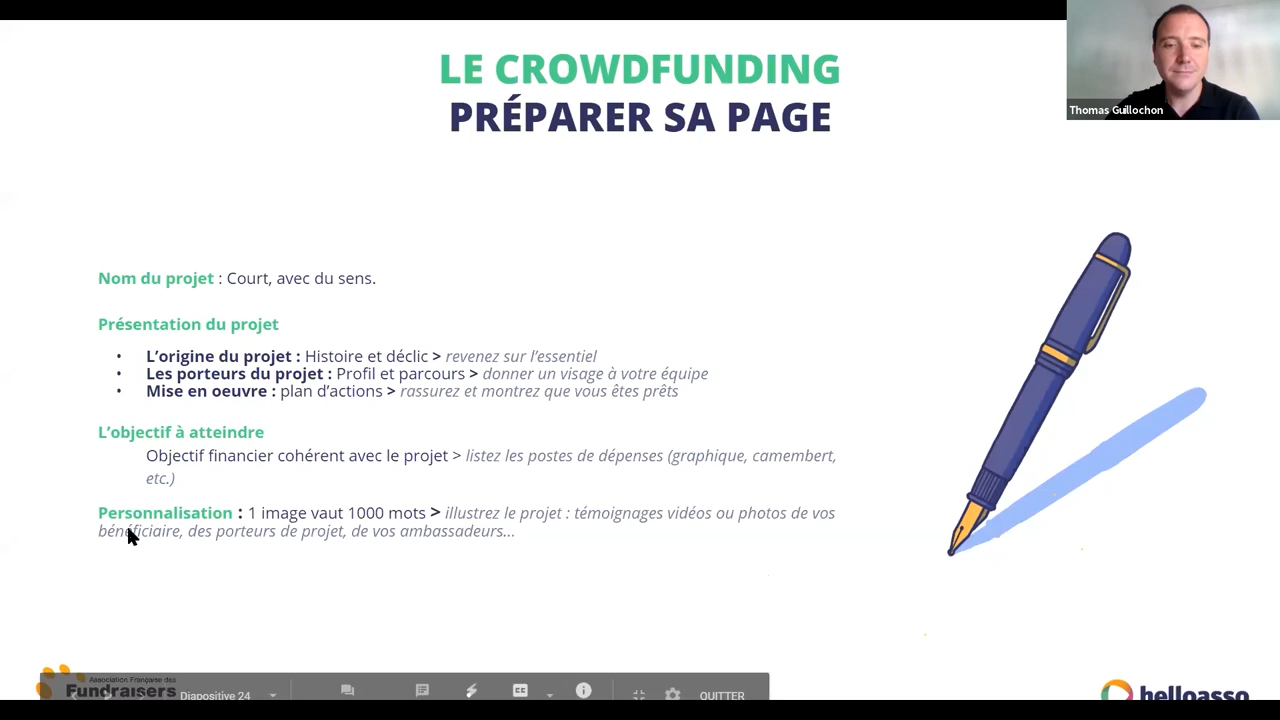 LE CROWDFUNDING
PRÉPARER SA PAGE
Thomas Guillochon
Nom du projet : Court, avec du sens.
Présentation du projet
• L’origine du projet : Histoire et déclic > revenez sur l’essentiel
• Les porteurs du projet : Profil et parcours > donner un visage à votre équipe
• Mise en oeuvre : plan d’actions > rassurez et montrez que vous êtes prêts
L’objectif à atteindre
Objectif financier cohérent avec le projet > listez les postes de dépenses (graphique, camembert,
etc.)
Personnalisation : 1 image vaut 1000 mots > illustrez le projet : témoignages vidéos ou photos de vos
bénéficiaire, des porteurs de projet, de vos ambassadeurs...
Association Française des
Fundraisers
Diapositive 24
CC
QUITTER
helloasso